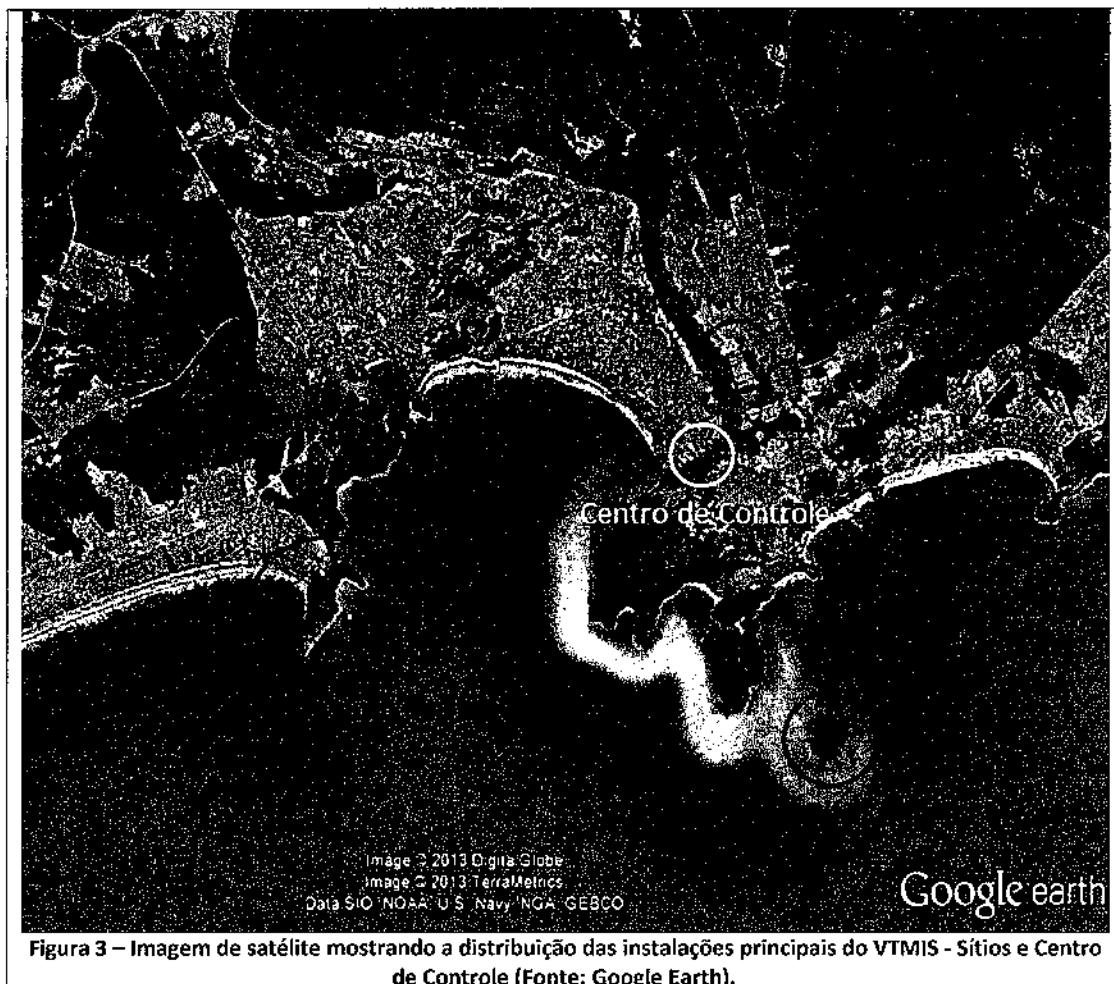 Centro de Controle
Image © 2013 DigitalGlobe
Image © 2013 TerraMetrics
Data SIO, NOAA, U.S. Navy, NGA, GEBCO
Google earth
Figura 3 – Imagem de satélite mostrando a distribuição das instalações principais do VTMIS - Sítios e Centro
de Controle (Fonte: Google Earth).